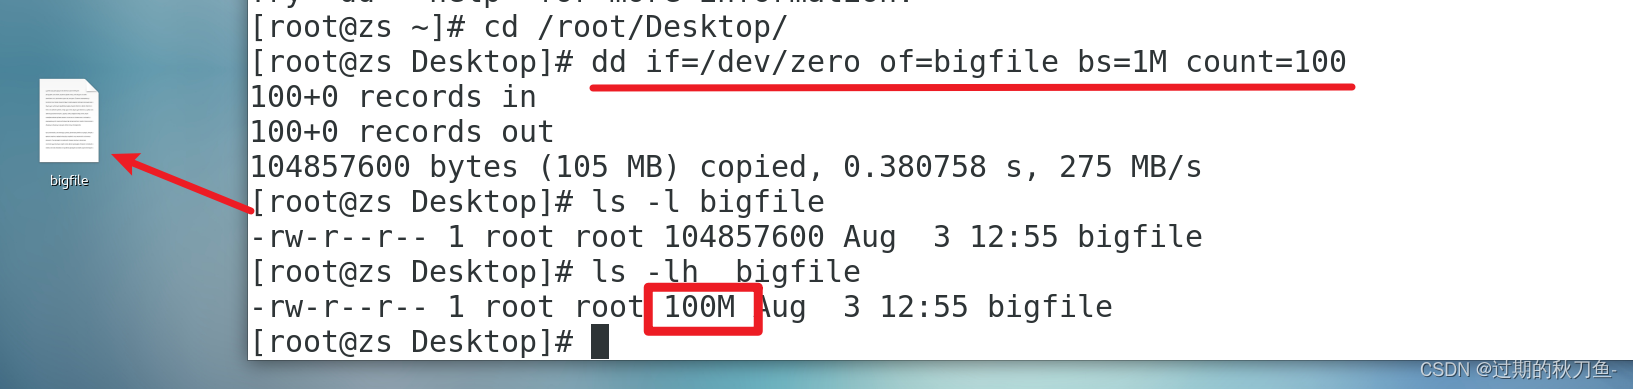 [root@zs ~]# cd /root/Desktop/
[root@zs Desktop]# dd if=/dev/zero of=bigfile bs=1M count=100
100+0 records in
100+0 records out
104857600 bytes (105 MB) copied, 0.380758 s, 275 MB/s
[root@zs Desktop]# ls -l bigfile
-rw-r--r-- 1 root root 104857600 Aug  3 12:55 bigfile
[root@zs Desktop]# ls -lh  bigfile
-rw-r--r-- 1 root root 100M Aug  3 12:55 bigfile
[root@zs Desktop]#
bigfile
CSDN @过期的秋刀鱼-